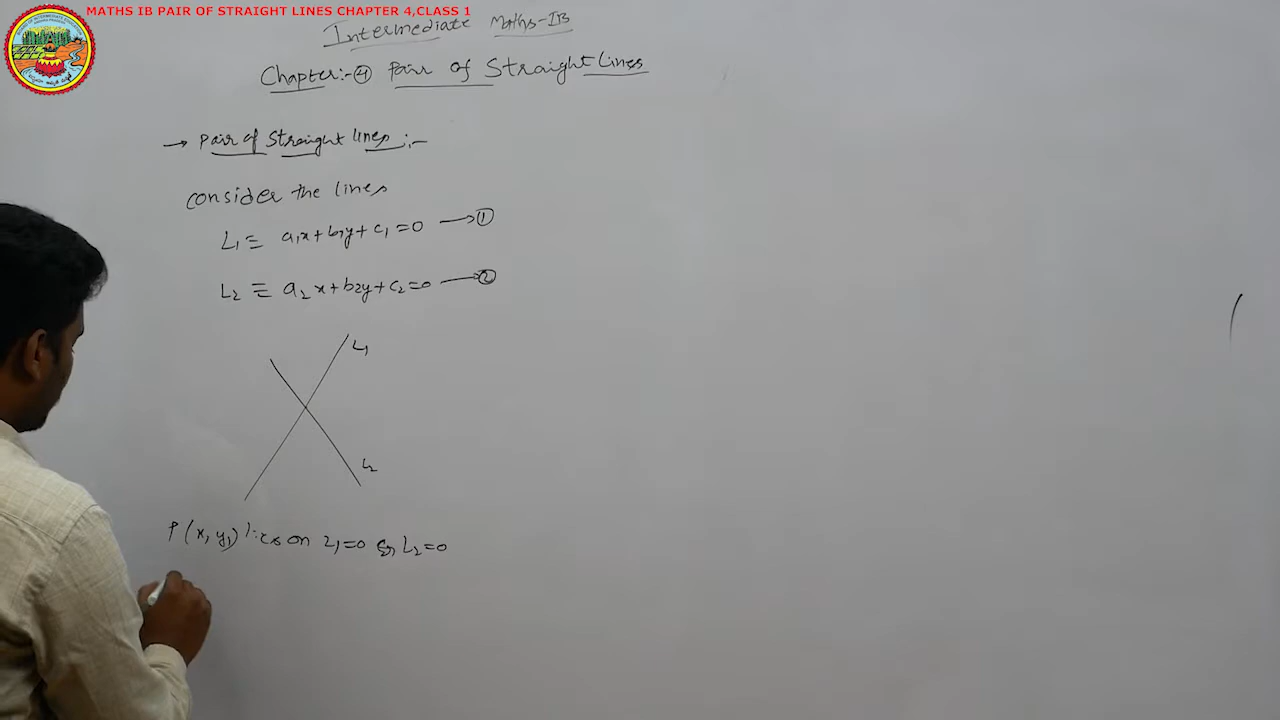 MATHS IB PAIR OF STRAIGHT LINES CHAPTER 4,CLASS 1
Intermediate Maths-IB
Chapter:-④ Pair of Straight Lines
→ Pair of Straight lines:-
Consider the lines
L₁ ≡ a₁x+b₁y+c₁=0 →①
L₂ ≡ a₂x+b₂y+c₂=0 →②
L₁
L₂
P(x₁ y₁) lies on L₁=0 or L₂=0